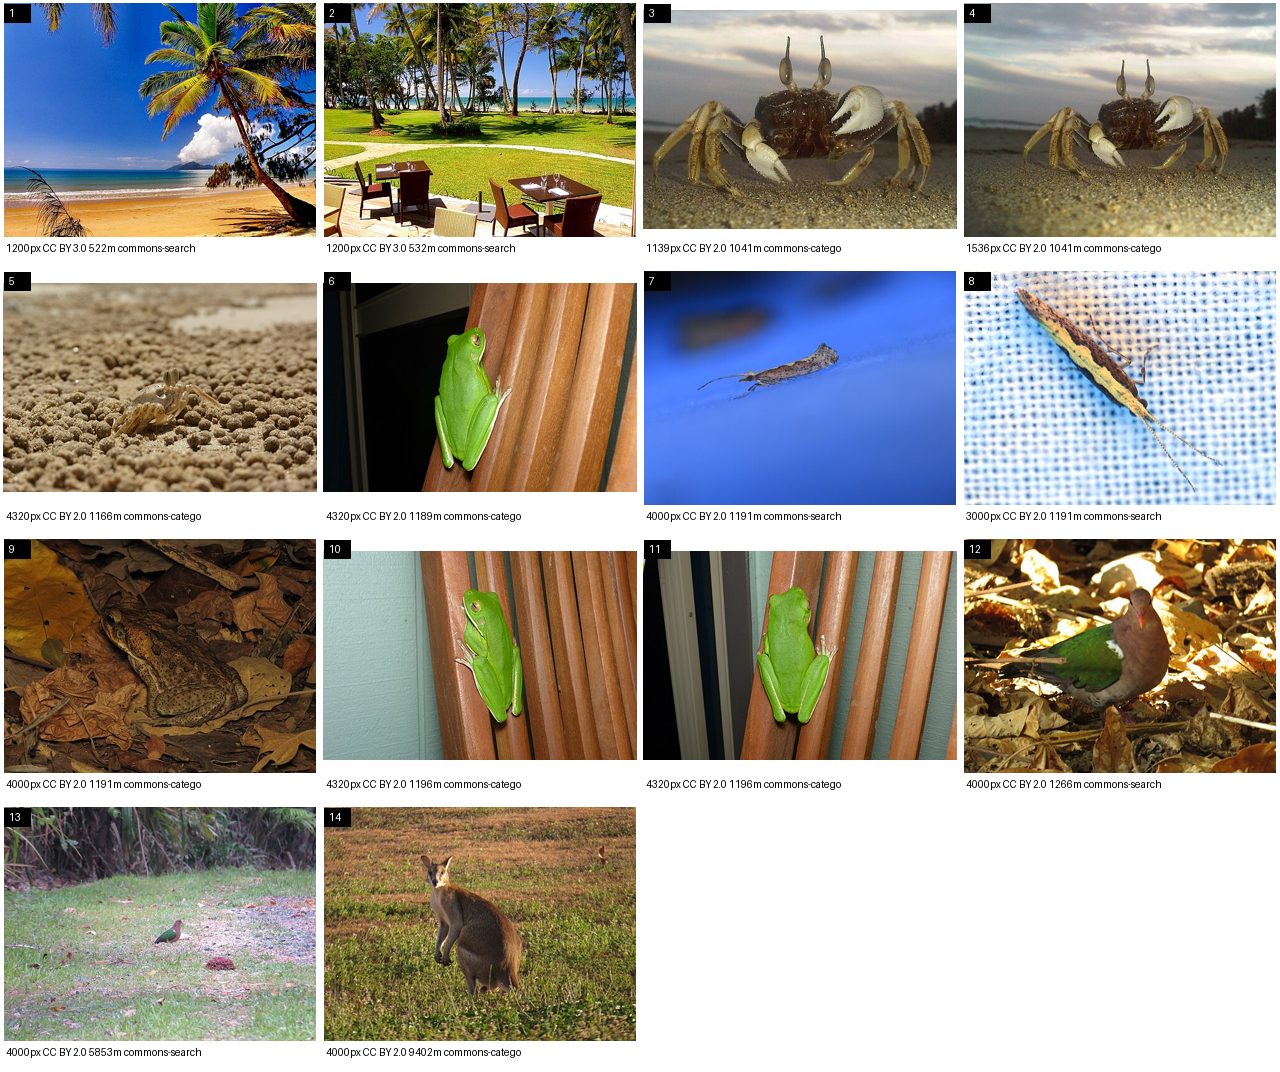 1
2
3
4
1200px CC BY 3.0 522m commons-search
1200px CC BY 3.0 532m commons-search
1139px CC BY 2.0 1041m commons-catego
1536px CC BY 2.0 1041m commons-catego
5
6
7
8
4320px CC BY 2.0 1166m commons-catego
4320px CC BY 2.0 1189m commons-catego
4000px CC BY 2.0 1191m commons-search
3000px CC BY 2.0 1191m commons-search
9
10
11
12
4000px CC BY 2.0 1191m commons-catego
4320px CC BY 2.0 1196m commons-catego
4320px CC BY 2.0 1196m commons-catego
4000px CC BY 2.0 1266m commons-search
13
14
4000px CC BY 2.0 5853m commons-search
4000px CC BY 2.0 9402m commons-catego